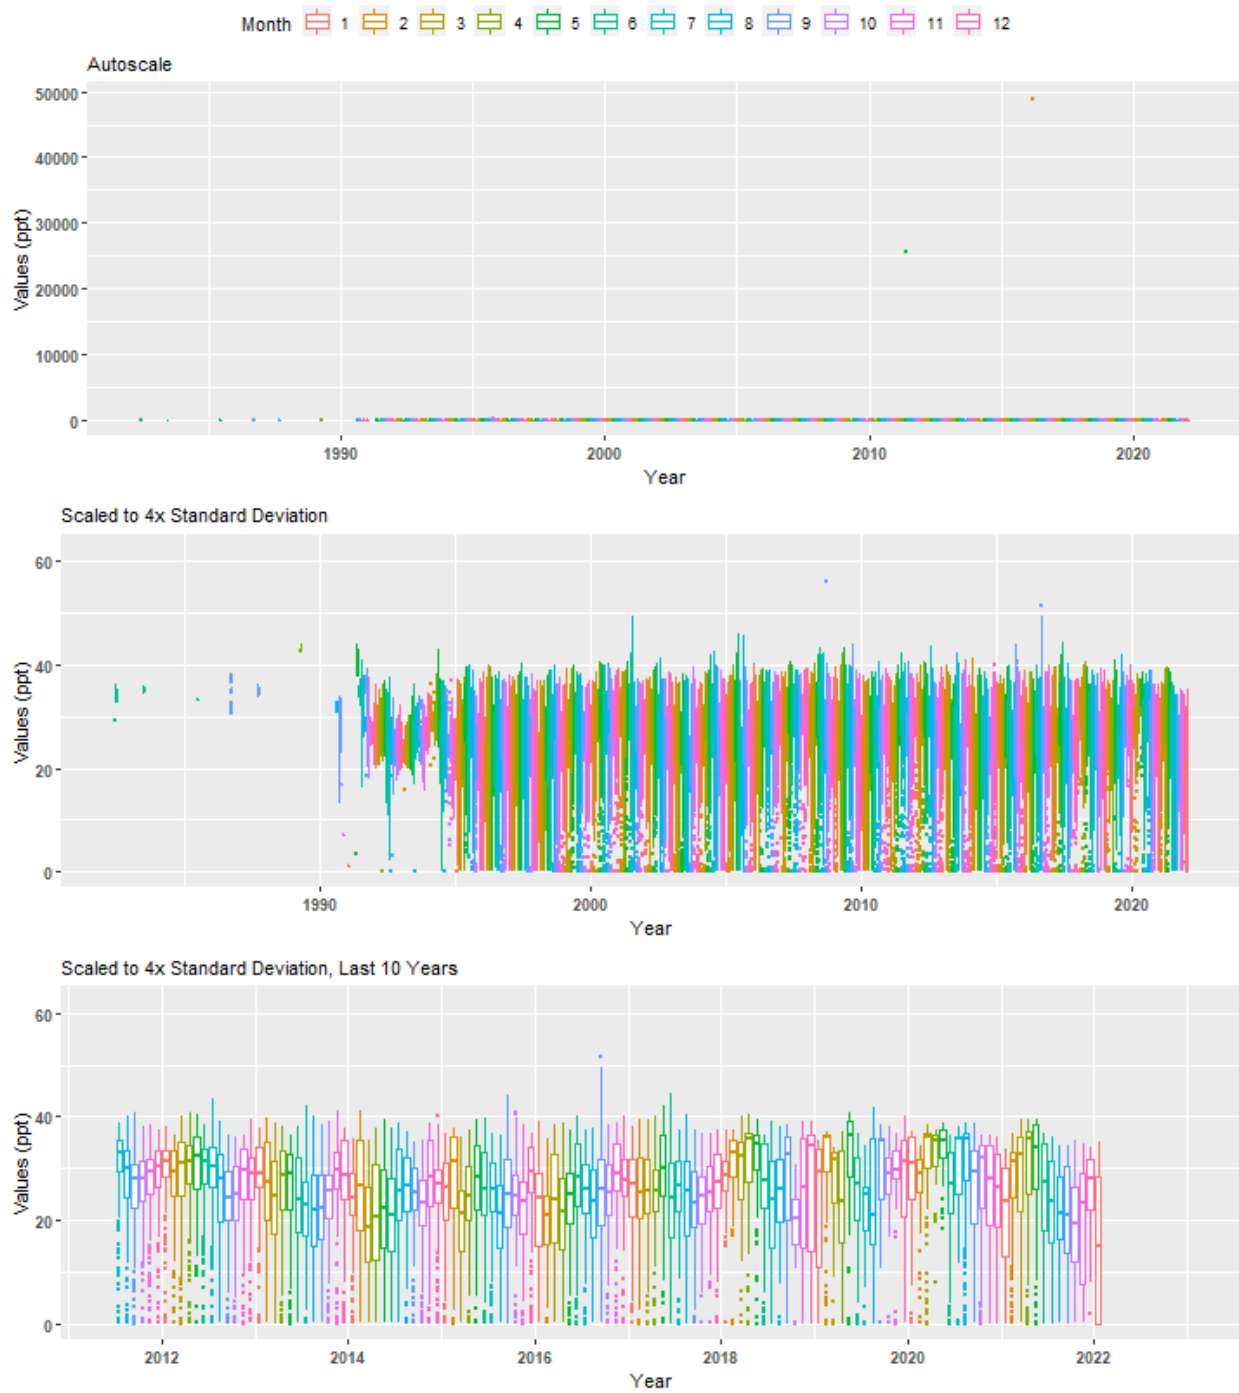 Month 1 2 3 4 5 6 7 8 9 10 11 12
Autoscale
50000
40000
30000
20000
10000
0
Values (ppt)
1990 2000 2010 2020
Year
Scaled to 4x Standard Deviation
60
40
20
0
Values (ppt)
1990 2000 2010 2020
Year
Scaled to 4x Standard Deviation, Last 10 Years
60
40
20
0
Values (ppt)
2012 2014 2016 2018 2020 2022
Year